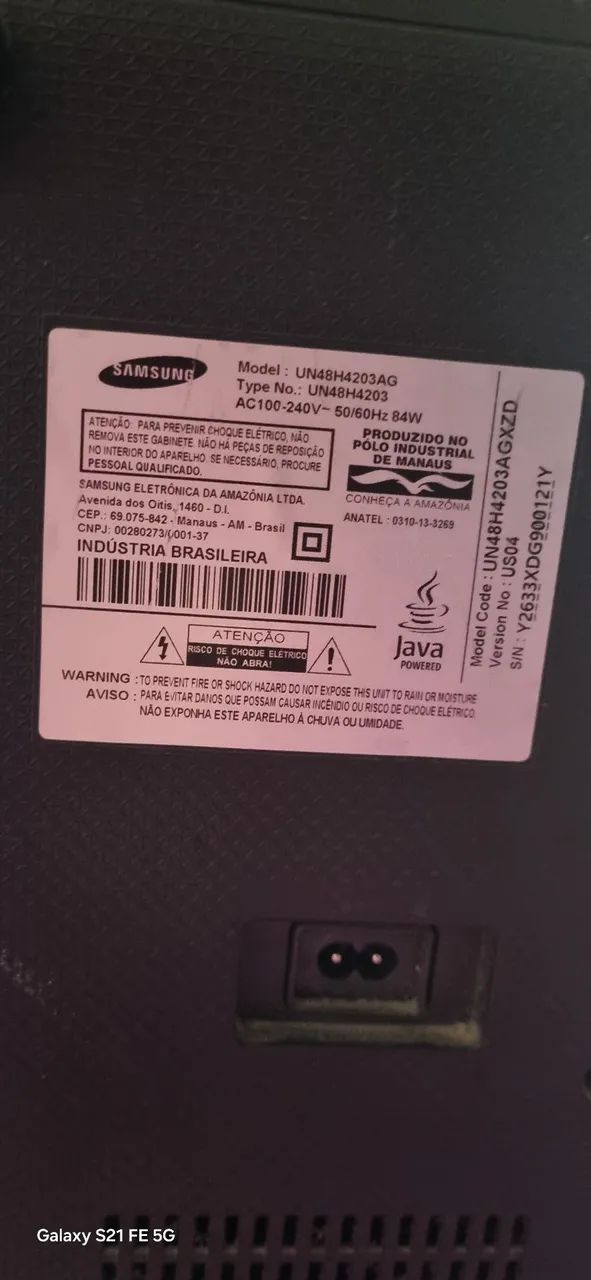 SAMSUNG
Model : UN48H4203AG
Type No.: UN48H4203
AC100-240V~ 50/60Hz 84W
ATENÇÃO: PARA PREVENIR CHOQUE ELÉTRICO, NÃO
REMOVA ESTE GABINETE. NÃO HÁ PEÇAS DE REPOSIÇÃO
NO INTERIOR DO APARELHO. SE NECESSÁRIO, PROCURE
PESSOAL QUALIFICADO.
PRODUZIDO NO
PÓLO INDUSTRIAL
DE MANAUS
CONHEÇA A AMAZÔNIA
SAMSUNG ELETRÔNICA DA AMAZÔNIA LTDA.
Avenida dos Oitis, 1460 - D.I.
CEP.: 69.075-842 - Manaus - AM - Brasil
CNPJ: 00280273/0001-37
INDÚSTRIA BRASILEIRA
ANATEL : 0310-13-3269
Java
POWERED
ATENÇÃO
RISCO DE CHOQUE ELÉTRICO
NÃO ABRA!
WARNING : TO PREVENT FIRE OR SHOCK HAZARD DO NOT EXPOSE THIS UNIT TO RAIN OR MOISTURE
AVISO : PARA EVITAR DANOS QUE POSSAM CAUSAR INCÊNDIO OU RISCO DE CHOQUE ELÉTRICO,
NÃO EXPONHA ESTE APARELHO À CHUVA OU UMIDADE.
Model Code : UN48H4203AGXZD
Version No : US04
S/N : Y2633XDG900121Y
Galaxy S21 FE 5G